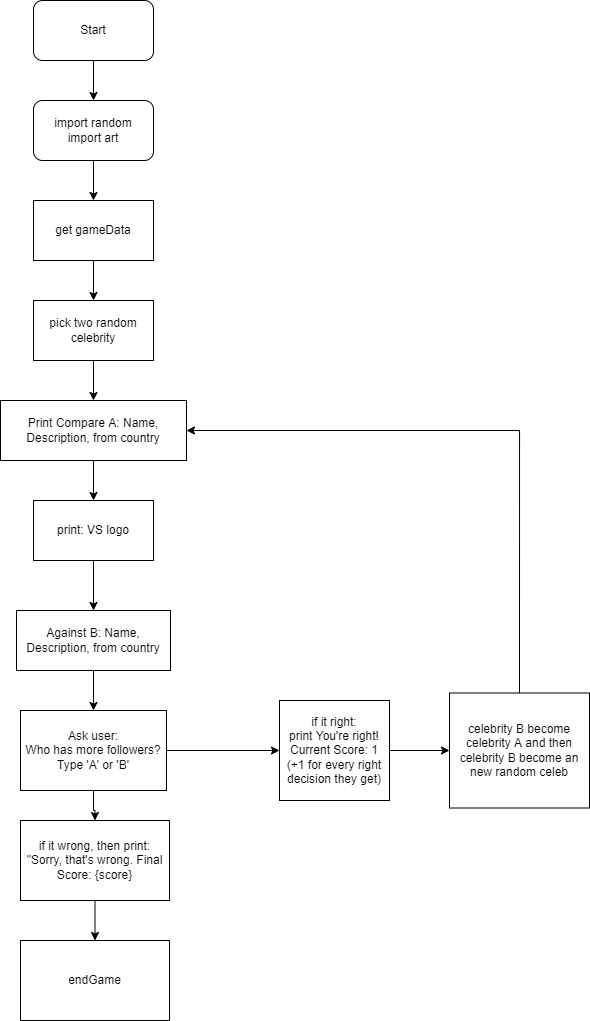 Start
import random
import art
get gameData
pick two random
celebrity
Print Compare A: Name,
Description, from country
print: VS logo
Against B: Name,
Description, from country
Ask user:
Who has more followers?
Type 'A' or 'B'
if it right:
print You're right!
Current Score: 1
(+1 for every right
decision they get)
celebrity B become
celebrity A and then
celebrity B become an
new random celeb
if it wrong, then print:
"Sorry, that's wrong. Final
Score: {score}
endGame